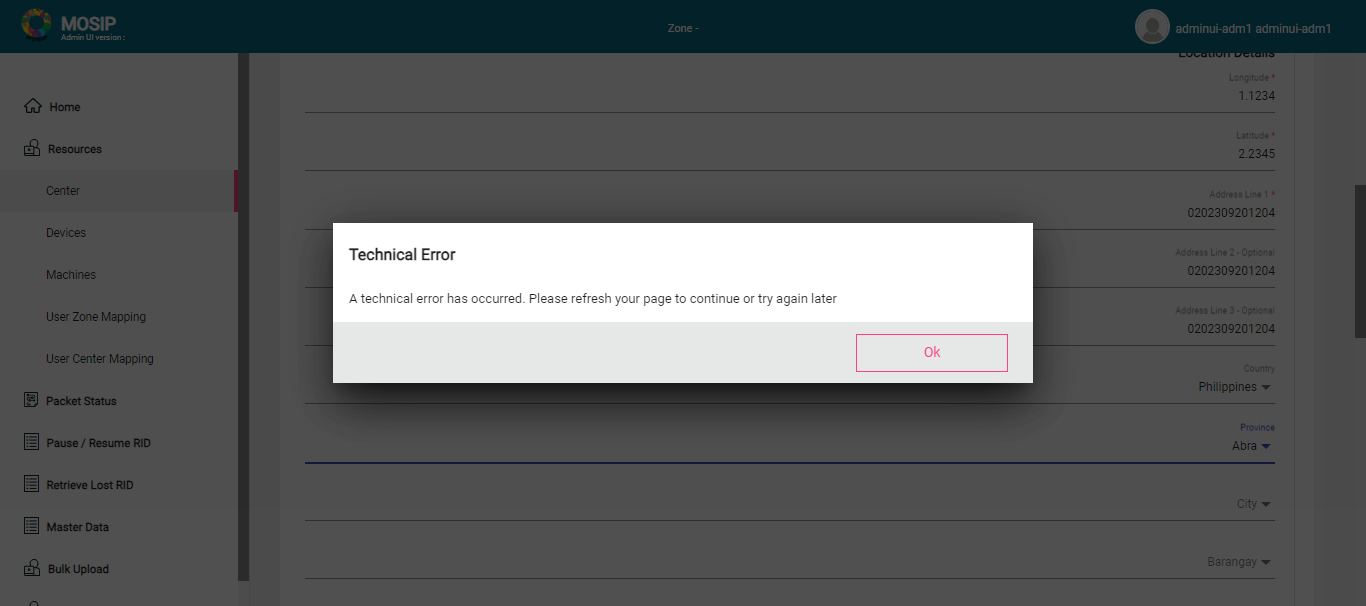 MOSIP
Admin UI version :
Zone -
adminui-adm1 adminui-adm1
Home
Resources
Center
Devices
Machines
User Zone Mapping
User Center Mapping
Packet Status
Pause / Resume RID
Retrieve Lost RID
Master Data
Bulk Upload
Location Details
Longitude *
1.1234
Latitude *
2.2345
Address Line 1 *
0202309201204
Address Line 2 - Optional
0202309201204
Address Line 3 - Optional
0202309201204
Country
Philippines
Province
Abra
City
Barangay
Technical Error
A technical error has occurred. Please refresh your page to continue or try again later
Ok